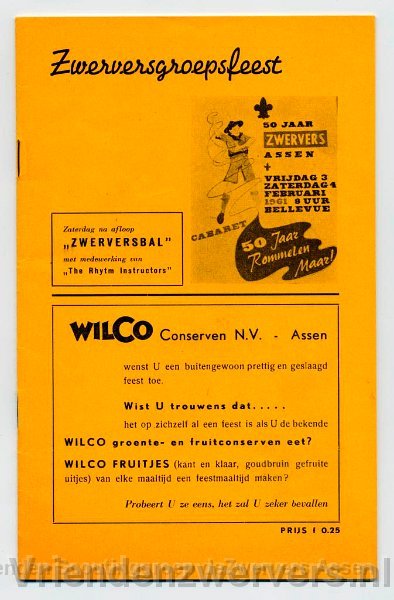 Zwerversgroepsfeest
50 JAAR
ZWERVERS
ASSEN
+
VRIJDAG 3
ZATERDAG 4
FEBRUARI
1961 8 UUR
BELLEVUE
CABARET
50 Jaar
Rommelen
Maar!
Zaterdag na afloop
„ZWERVERSBAL"
met medewerking van
„The Rhytm Instructors"
WILCO Conserven N.V. - Assen
wenst U een buitengewoon prettig en geslaagd
feest toe.
Wist U trouwens dat.....
het op zichzelf al een feest is als U de bekende
WILCO groente- en fruitconserven eet?
WILCO FRUITJES (kant en klaar, goudbruin gefruite
uitjes) van elke maaltijd een feestmaaltijd maken?
Probeert U ze eens, het zal U zeker bevallen
PRIJS f 0.25
Vriendenzwervers.nl